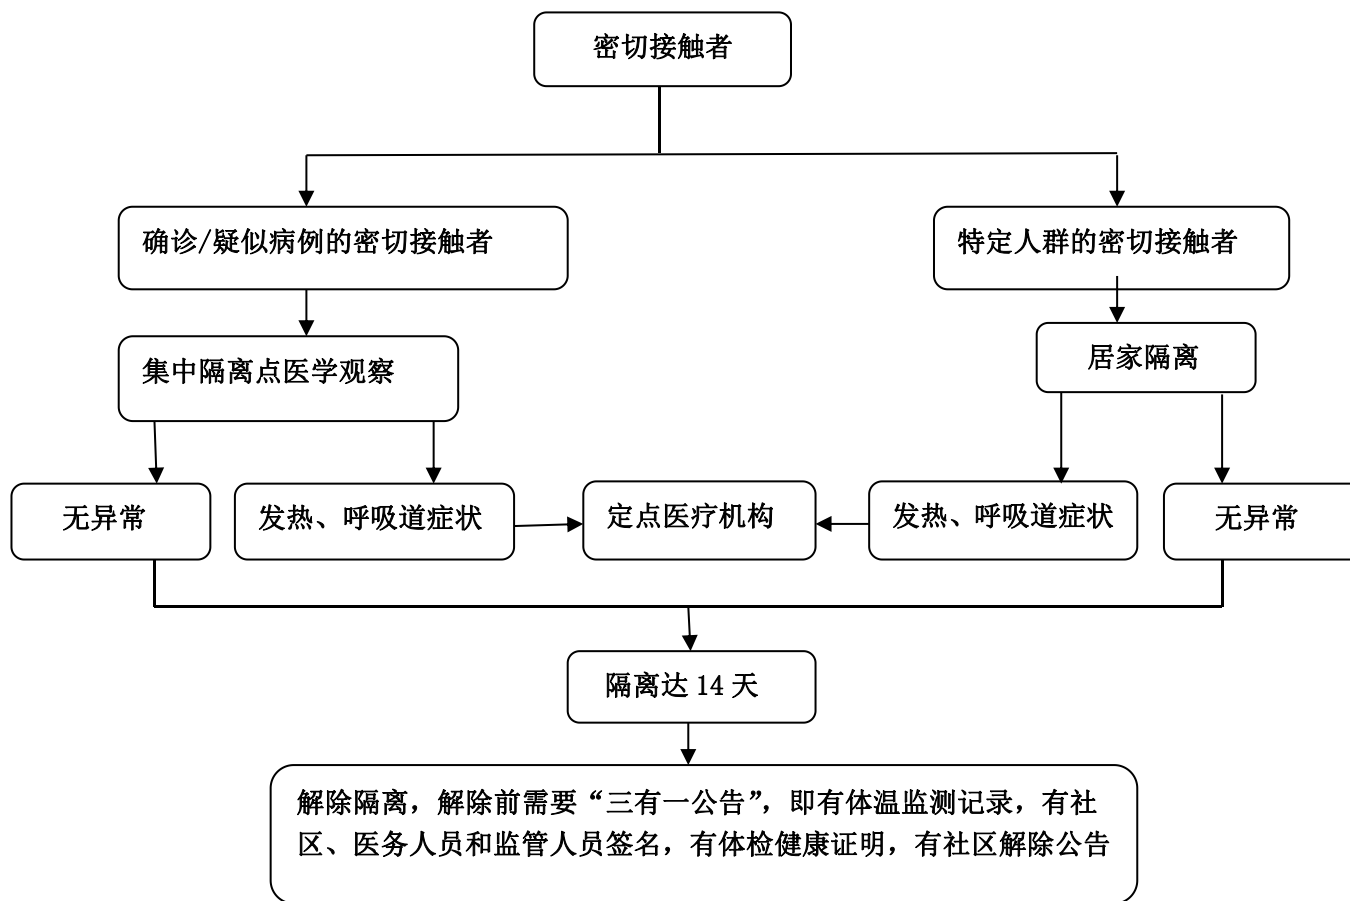 密切接触者
确诊/疑似病例的密切接触者
特定人群的密切接触者
集中隔离点医学观察
居家隔离
无异常
发热、呼吸道症状
定点医疗机构
发热、呼吸道症状
无异常
隔离达 14 天
解除隔离，解除前需要“三有一公告”，即有体温监测记录，有社
区、医务人员和监管人员签名，有体检健康证明，有社区解除公告